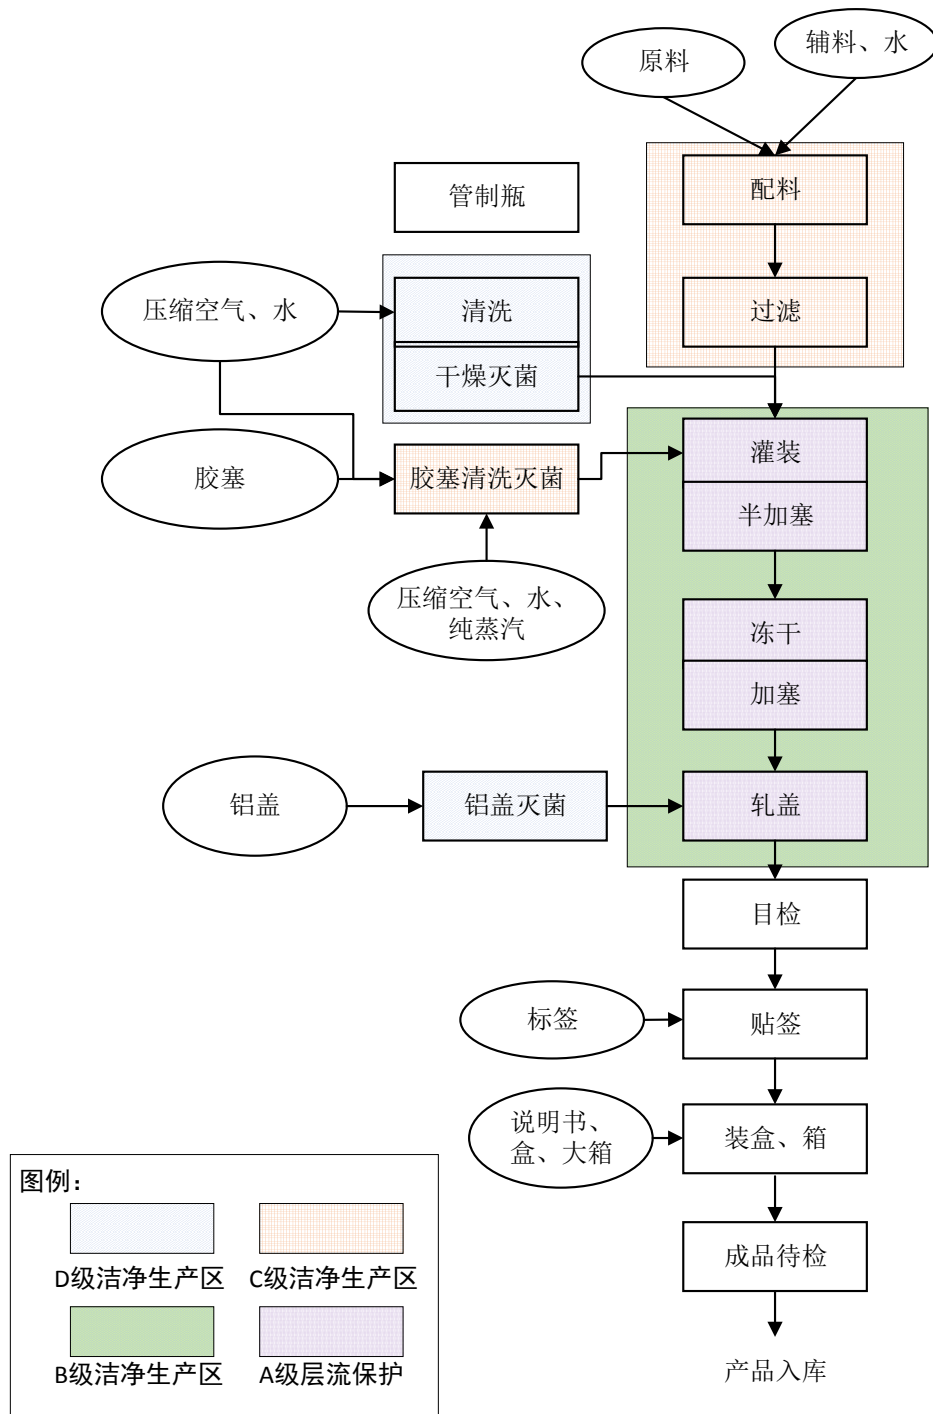 原料
辅料、水
管制瓶
配料
压缩空气、水
清洗
过滤
干燥灭菌
胶塞
胶塞清洗灭菌
灌装
半加塞
压缩空气、水、
纯蒸汽
冻干
加塞
铝盖
铝盖灭菌
轧盖
目检
标签
贴签
说明书、
盒、大箱
装盒、箱
成品待检
产品入库
图例：
D级洁净生产区
C级洁净生产区
B级洁净生产区
A级层流保护